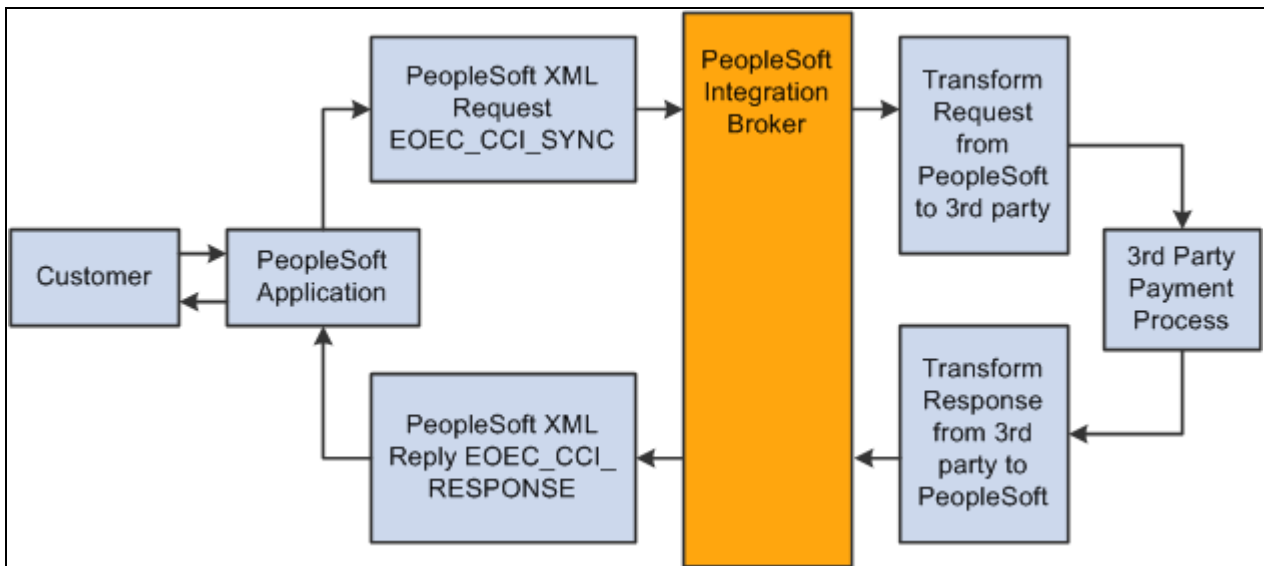 PeopleSoft XML
Request
EOEC_CCI_SYNC
PeopleSoft
Integration
Broker
Transform
Request
from
PeopleSoft
to 3rd party
Customer
PeopleSoft
Application
3rd Party
Payment
Process
PeopleSoft XML
Reply EOEC_CCI_
RESPONSE
Transform
Response
from 3rd
party to
PeopleSoft